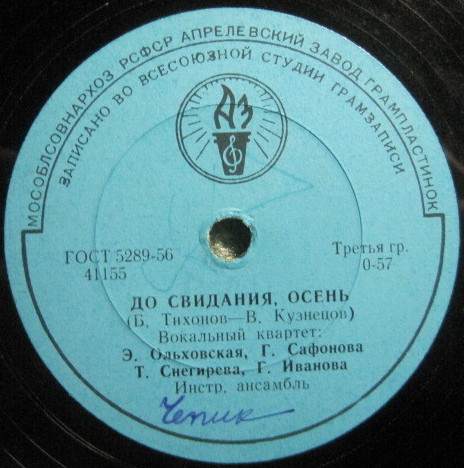 МОСОБЛСОВНАРХОЗ РСФСР АПРЕЛЕВСКИЙ ЗАВОД ГРАМПЛАСТИНОК
ЗАПИСАНО ВО ВСЕСОЮЗНОЙ СТУДИИ ГРАМЗАПИСИ
АЗ
ГОСТ 5289-56
41155
Третья гр.
0-57
ДО СВИДАНИЯ, ОСЕНЬ
(Б. Тихонов—В. Кузнецов)
Вокальный квартет:
Э. Ольховская, Г. Сафонова
Т. Снегирева, Г. Иванова
Инстр. ансамбль
Чепик